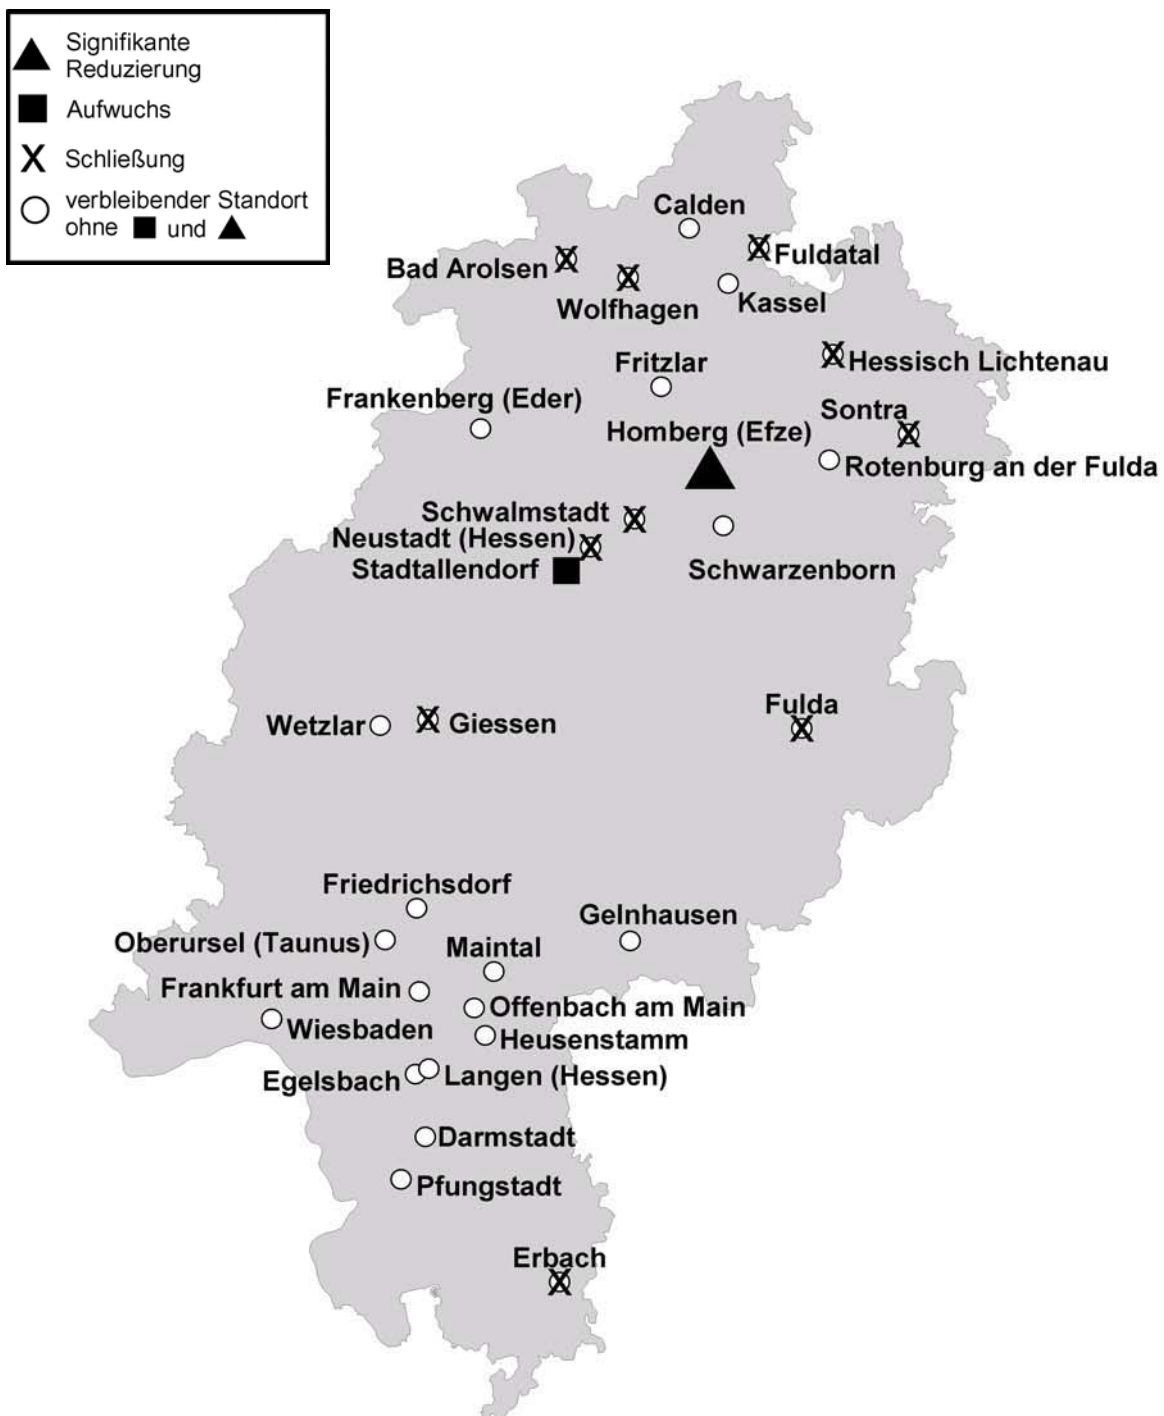 Signifikante
Reduzierung
Aufwuchs
X Schließung
verbleibender Standort
ohne ■ und ▲
Calden
Fuldatal
Bad Arolsen
Wolfhagen
Kassel
Fritzlar
Hessisch Lichtenau
Frankenberg (Eder)
Sontra
Homberg (Efze)
Rotenburg an der Fulda
Schwalmstadt
Neustadt (Hessen)
Stadtallendorf
Schwarzenborn
Fulda
Wetzlar
Giessen
Friedrichsdorf
Gelnhausen
Oberursel (Taunus)
Maintal
Frankfurt am Main
Offenbach am Main
Wiesbaden
Heusenstamm
Egelsbach
Langen (Hessen)
Darmstadt
Pfungstadt
Erbach